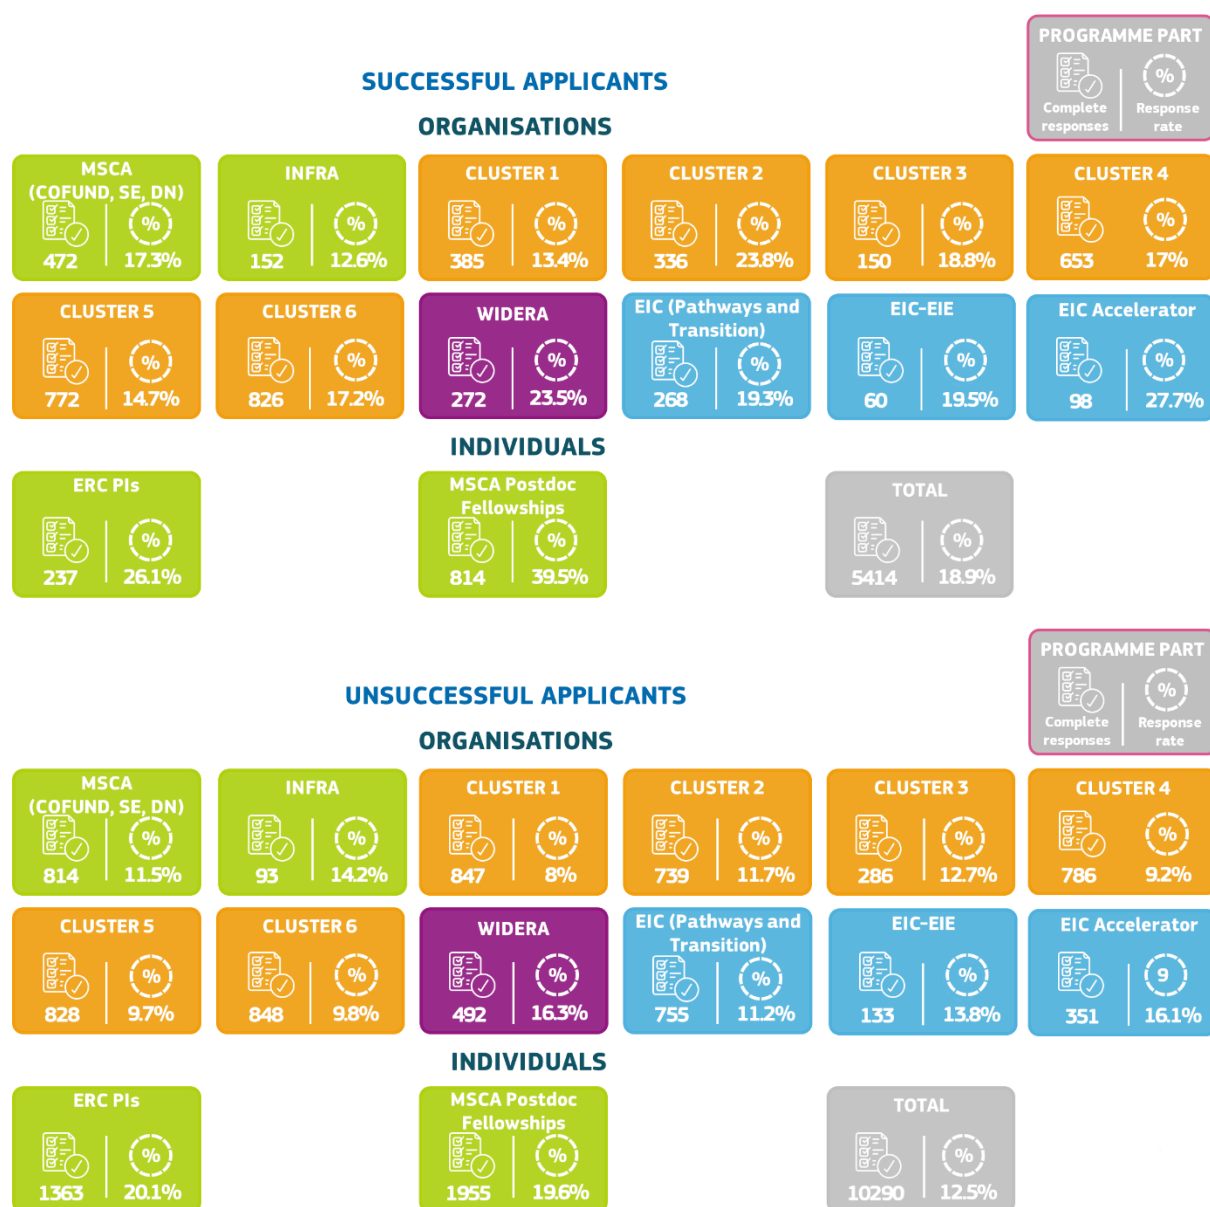 PROGRAMME PART
%
Complete responses
Response rate
SUCCESSFUL APPLICANTS
ORGANISATIONS
MSCA
(COFUND, SE, DN)
%
472
17.3%
INFRA
%
152
12.6%
CLUSTER 1
%
385
13.4%
CLUSTER 2
%
336
23.8%
CLUSTER 3
%
150
18.8%
CLUSTER 4
%
653
17%
CLUSTER 5
%
772
14.7%
CLUSTER 6
%
826
17.2%
WIDERA
%
272
23.5%
EIC (Pathways and
Transition)
%
268
19.3%
EIC-EIE
%
60
19.5%
EIC Accelerator
%
98
27.7%
INDIVIDUALS
ERC PIs
%
237
26.1%
MSCA Postdoc
Fellowships
%
814
39.5%
TOTAL
%
5414
18.9%
PROGRAMME PART
%
Complete responses
Response rate
UNSUCCESSFUL APPLICANTS
ORGANISATIONS
MSCA
(COFUND, SE, DN)
%
814
11.5%
INFRA
%
93
14.2%
CLUSTER 1
%
847
8%
CLUSTER 2
%
739
11.7%
CLUSTER 3
%
286
12.7%
CLUSTER 4
%
786
9.2%
CLUSTER 5
%
828
9.7%
CLUSTER 6
%
848
9.8%
WIDERA
%
492
16.3%
EIC (Pathways and
Transition)
%
755
11.2%
EIC-EIE
%
133
13.8%
EIC Accelerator
9
351
16.1%
INDIVIDUALS
ERC PIs
%
1363
20.1%
MSCA Postdoc
Fellowships
%
1955
19.6%
TOTAL
%
10290
12.5%